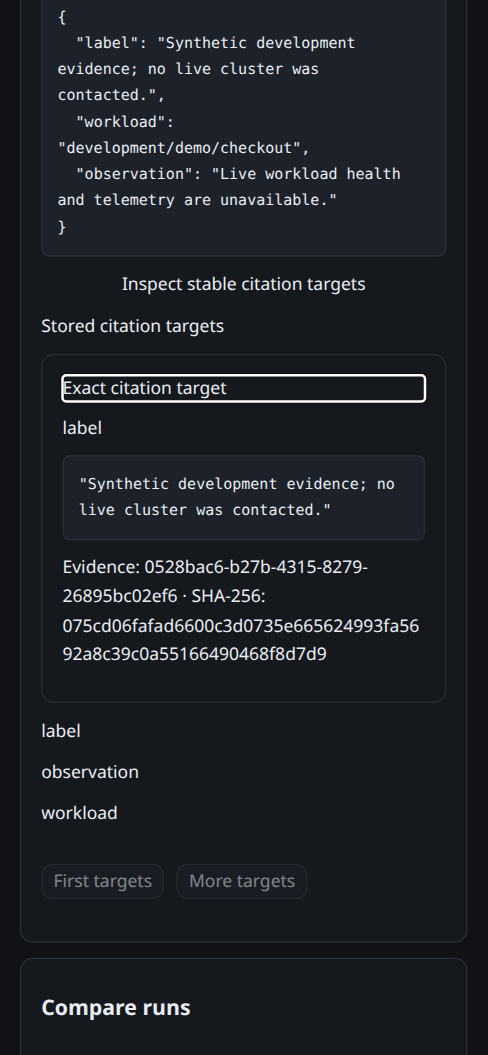 {
  "label": "Synthetic development
evidence; no live cluster was
contacted.",
  "workload":
"development/demo/checkout",
  "observation": "Live workload health
and telemetry are unavailable."
}
Inspect stable citation targets
Stored citation targets
Exact citation target
label
"Synthetic development evidence; no
live cluster was contacted."
Evidence: 0528bac6-b27b-4315-8279-
26895bc02ef6 · SHA-256:
075cd06fafad6600c3d0735e665624993fa56
92a8c39c0a55166490468f8d7d9
label
observation
workload
First targets
More targets
Compare runs